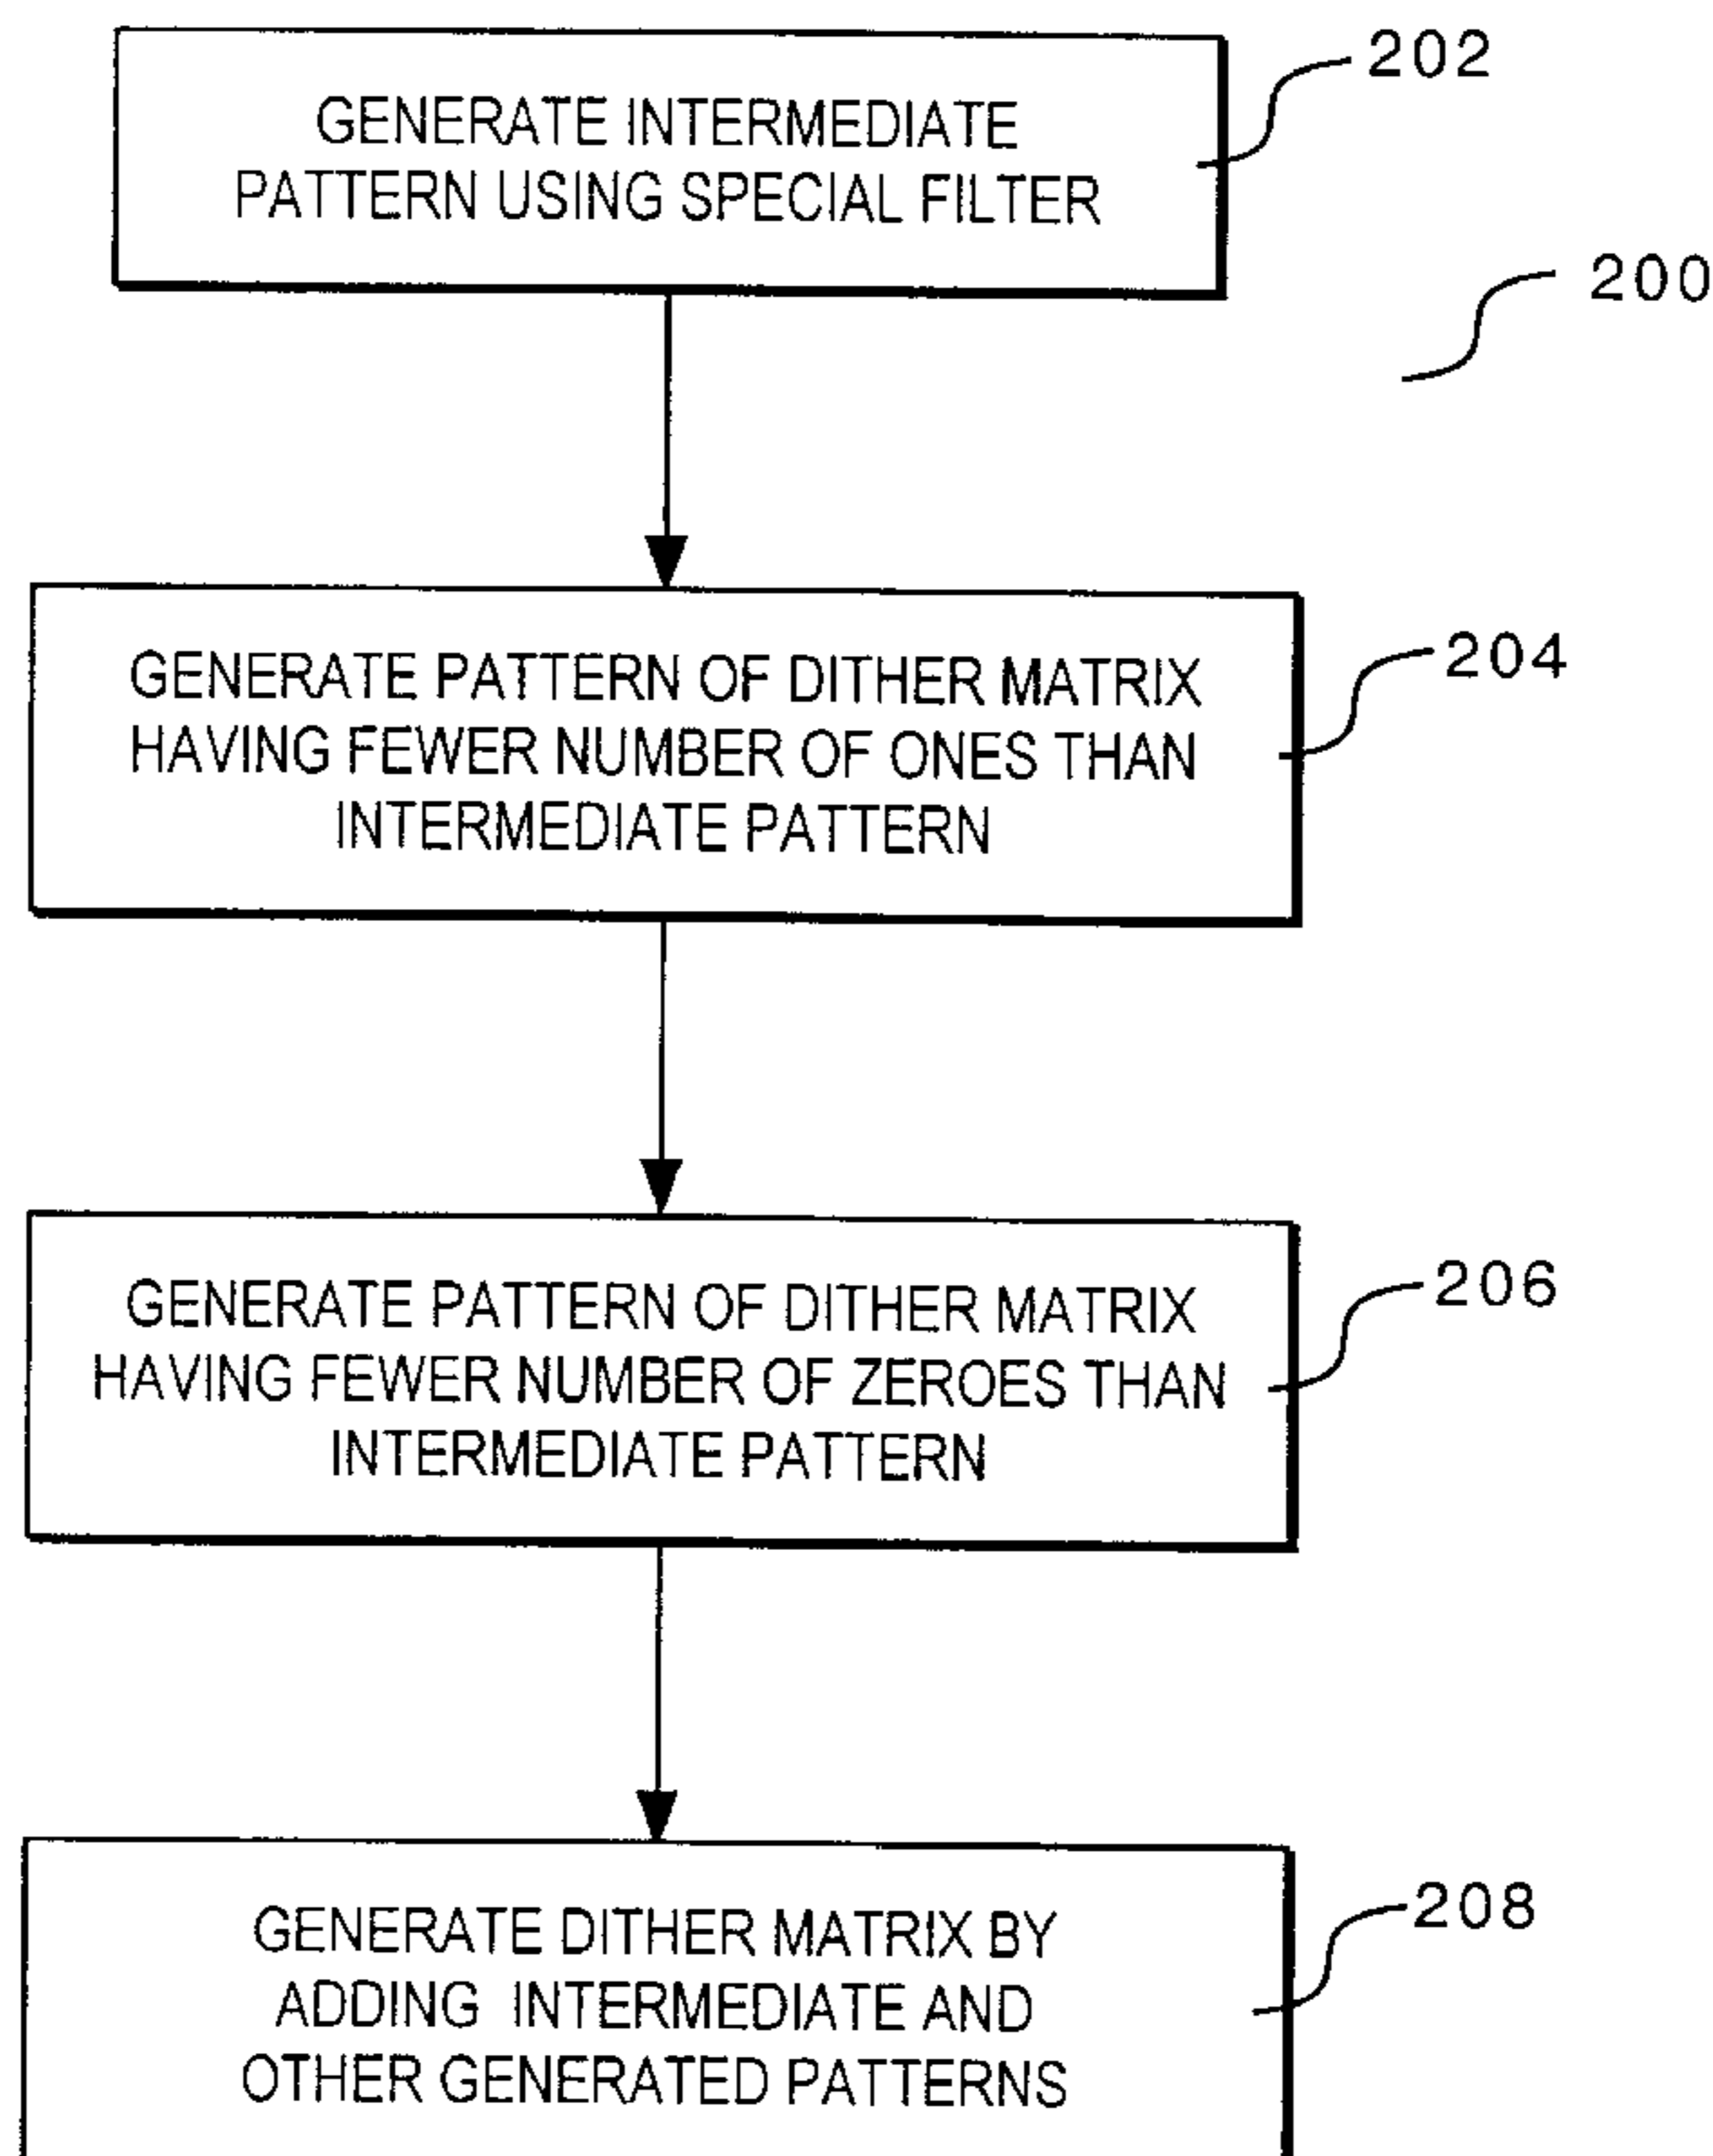 202
GENERATE INTERMEDIATE
PATTERN USING SPECIAL FILTER
200
204
GENERATE PATTERN OF DITHER MATRIX
HAVING FEWER NUMBER OF ONES THAN
INTERMEDIATE PATTERN
206
GENERATE PATTERN OF DITHER MATRIX
HAVING FEWER NUMBER OF ZEROES THAN
INTERMEDIATE PATTERN
208
GENERATE DITHER MATRIX BY
ADDING INTERMEDIATE AND
OTHER GENERATED PATTERNS